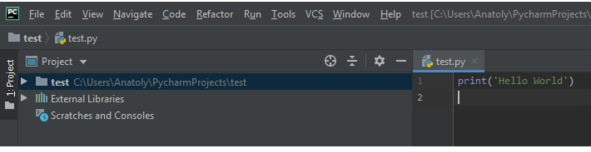 PC File Edit View Navigate Code Refactor Run Tools VCS Window Help test [C:\Users\Anatoly\PycharmProjects\
test test.py
1: Project
Project test.py
test C:\Users\Anatoly\PycharmProjects\test
External Libraries
Scratches and Consoles
1 print('Hello World')
2